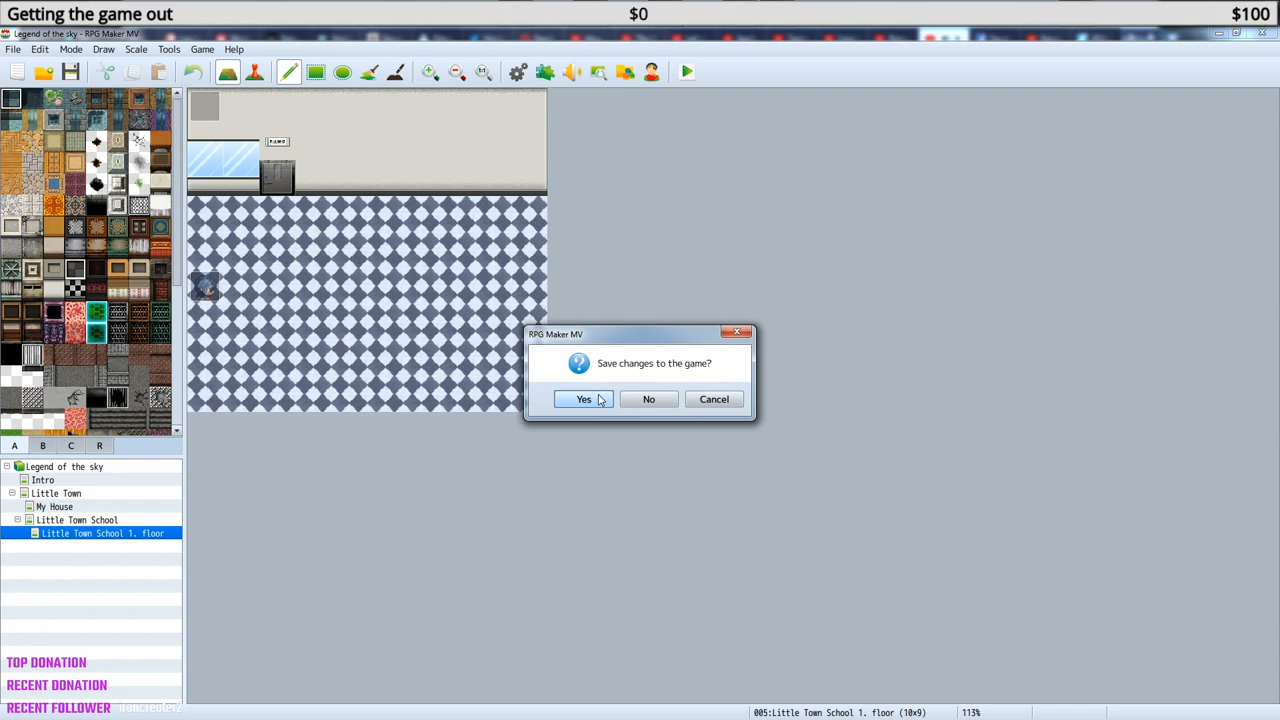 Getting the game out $0 $100
Legend of the sky - RPG Maker MV
File Edit Mode Draw Scale Tools Game Help
RPG Maker MV
Save changes to the game?
Yes No Cancel
A B C R
Legend of the sky
Intro
Little Town
My House
Little Town School
Little Town School 1. floor
TOP DONATION
RECENT DONATION
RECENT FOLLOWER
005:Little Town School 1. floor (10x9) 113%